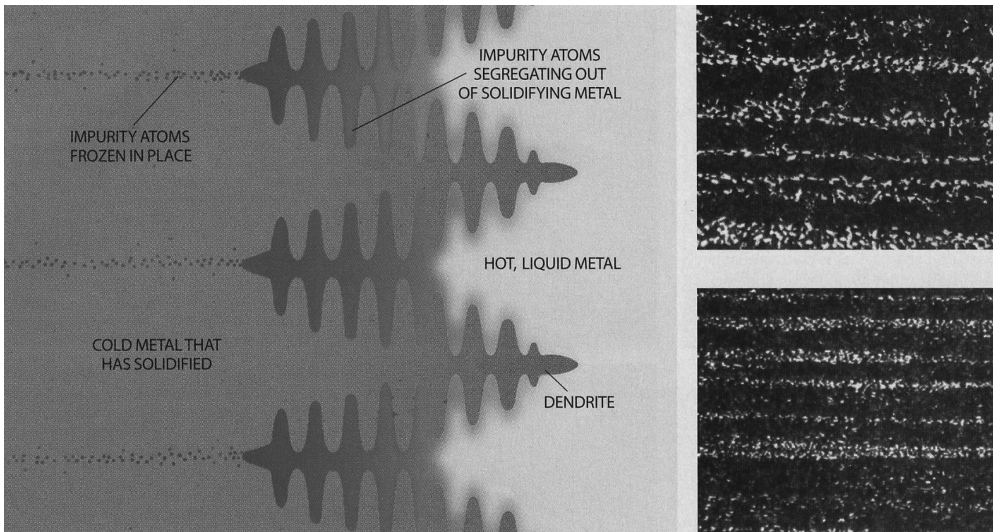 IMPURITY ATOMS
SEGREGATING OUT
OF SOLIDIFYING METAL
IMPURITY ATOMS
FROZEN IN PLACE
HOT, LIQUID METAL
COLD METAL THAT
HAS SOLIDIFIED
DENDRITE